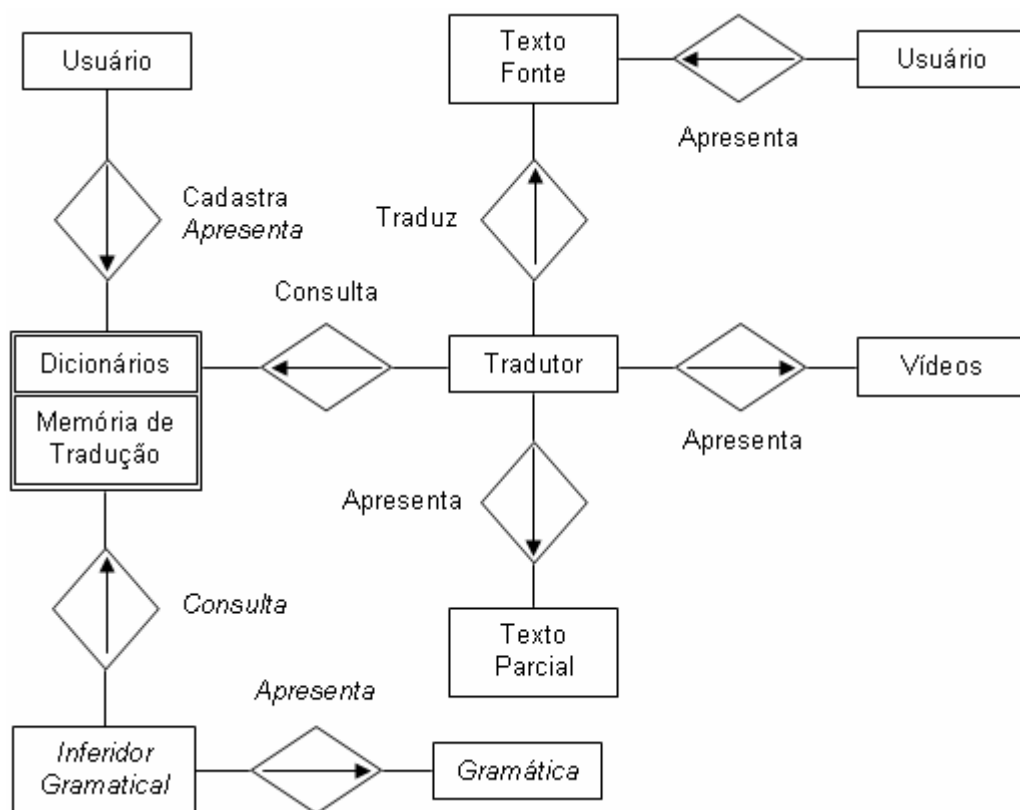 Usuário
Texto
Fonte
Usuário
Apresenta
Cadastra
Apresenta
Traduz
Consulta
Dicionários
Memória de
Tradução
Tradutor
Vídeos
Apresenta
Apresenta
Consulta
Texto
Parcial
Apresenta
Inferidor
Gramatical
Gramática